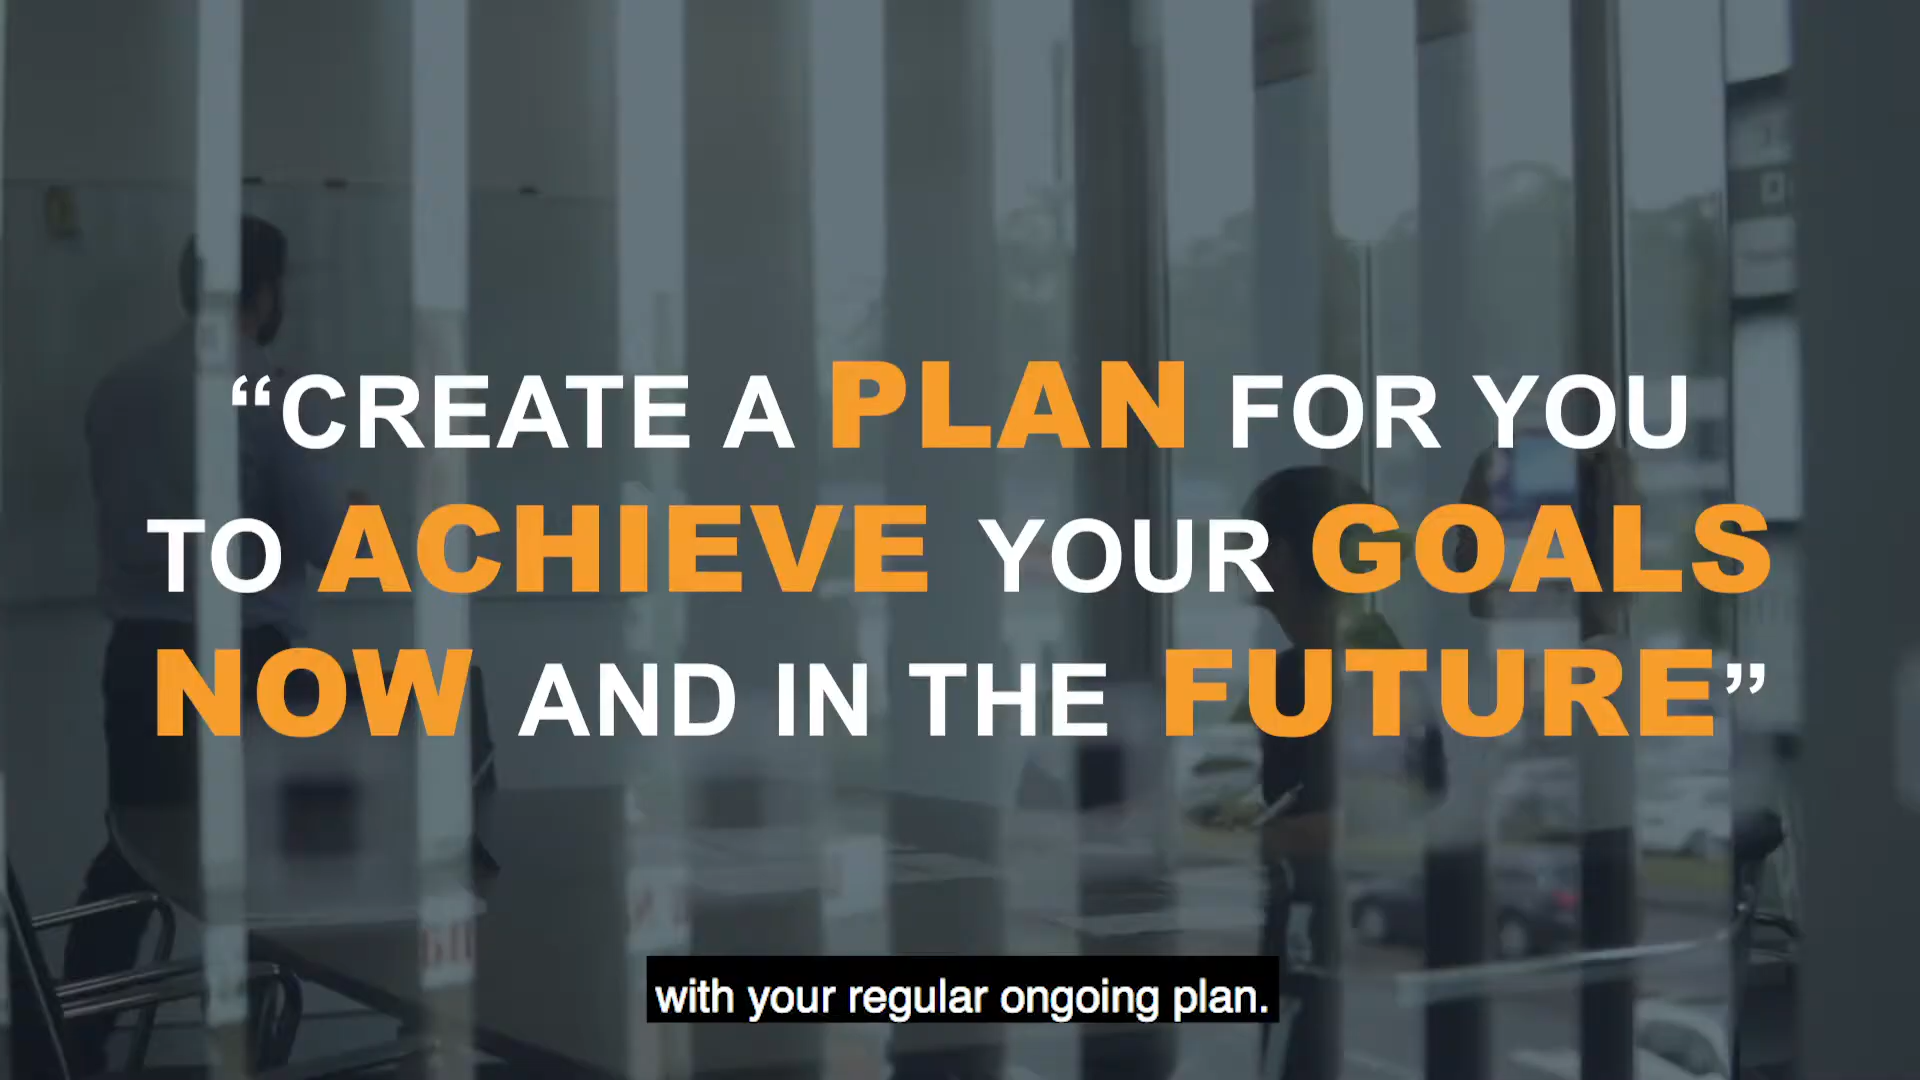 “CREATE A PLAN FOR YOU
TO ACHIEVE YOUR GOALS
NOW AND IN THE FUTURE”
with your regular ongoing plan.